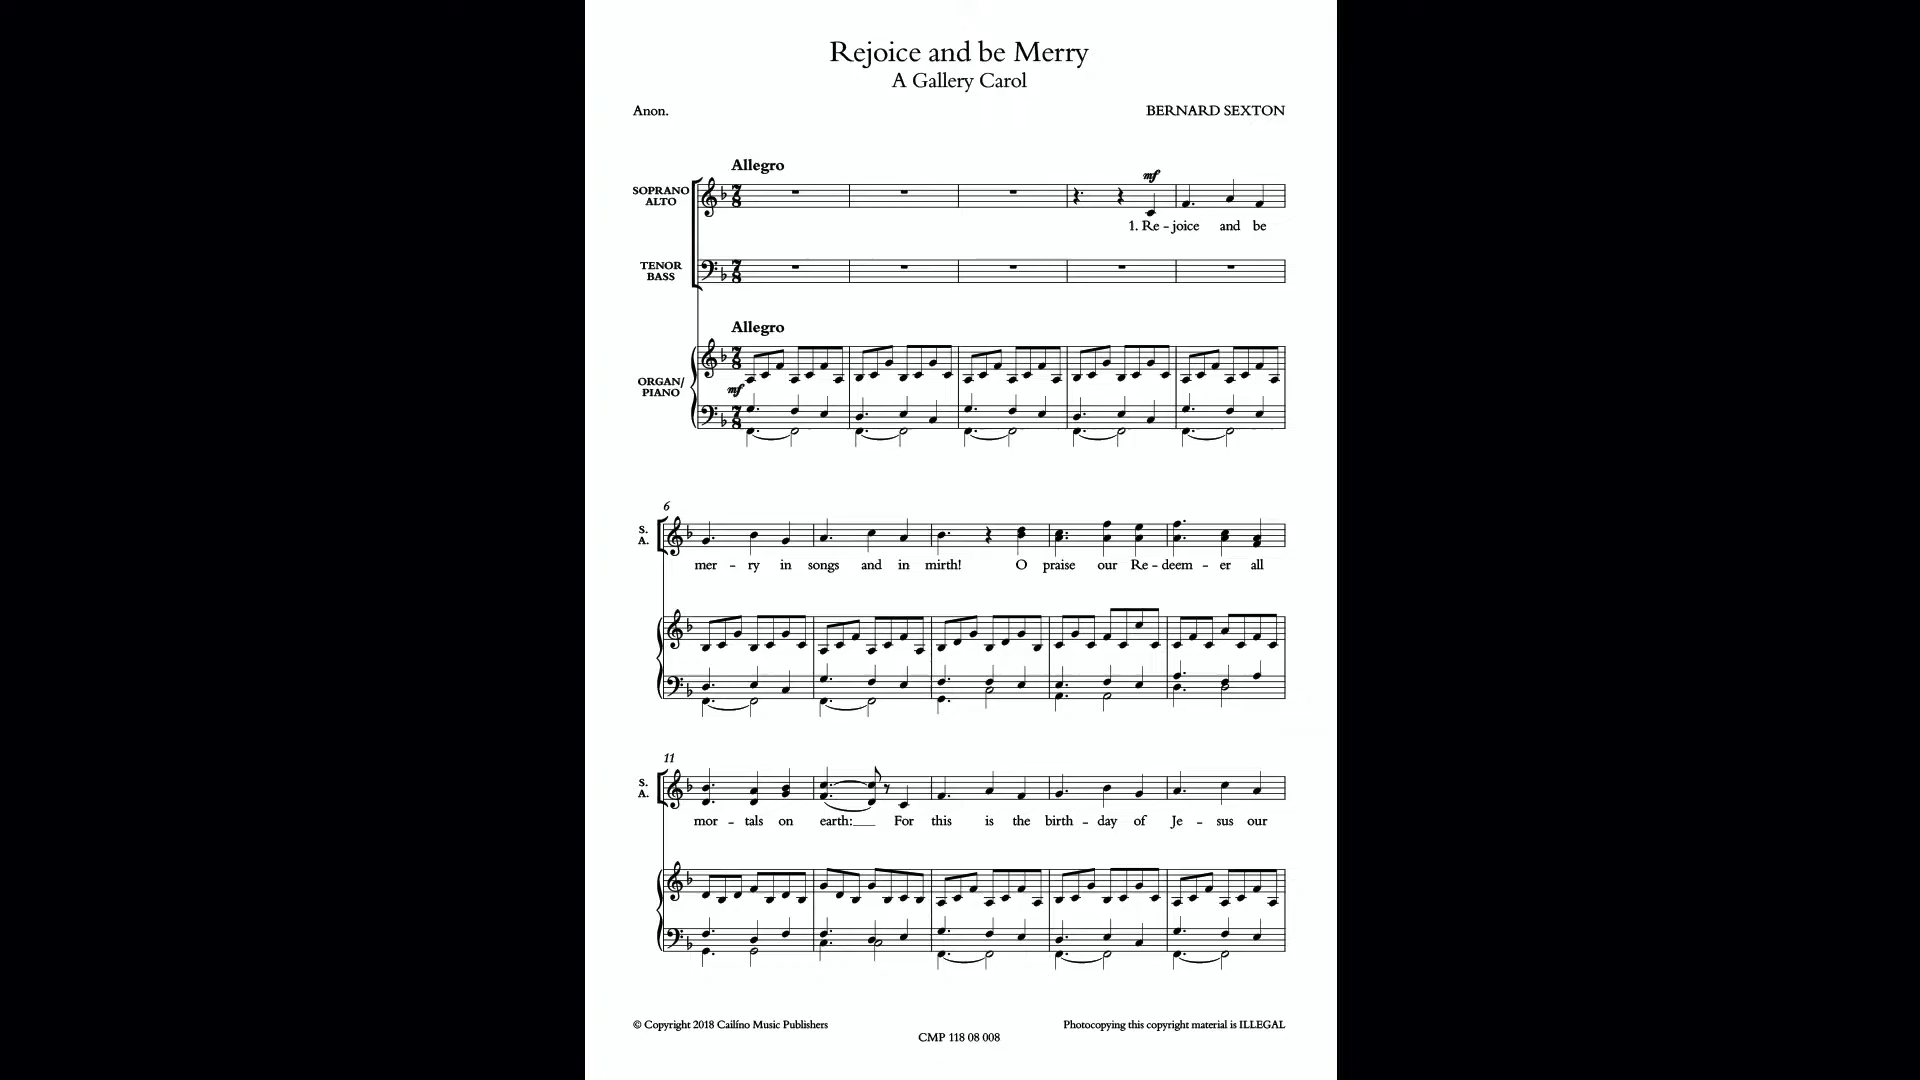 Rejoice and be Merry
A Gallery Carol
Anon.
BERNARD SEXTON
Allegro
SOPRANO
ALTO
mf
1. Re - joice and be
TENOR
BASS
Allegro
ORGAN/
PIANO
mf
6
S.
A.
mer - ry in songs and in mirth! O praise our Re - deem - er all
11
S.
A.
mor - tals on earth: For this is the birth - day of Je - sus our
© Copyright 2018 Cailíno Music Publishers
Photocopying this copyright material is ILLEGAL
CMP 118 08 008